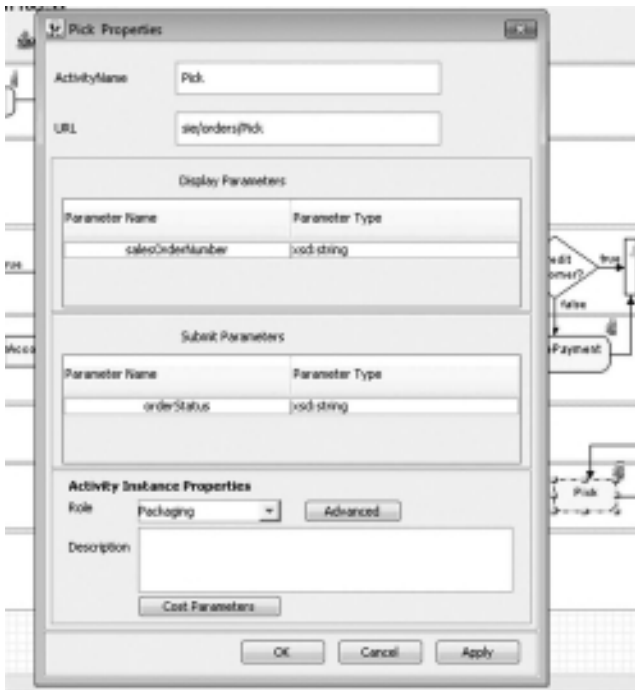 Pick Properties
ActivityName
Pick
URL
sie/orders/Pick
Display Parameters
Parameter Name Parameter Type
salesOrderNumber xsd:string
Submit Parameters
Parameter Name Parameter Type
orderStatus xsd:string
Activity Instance Properties
Role Packaging Advanced
Description
Cost Parameters
OK Cancel Apply
edit
omer?
true
false
Payment
Pick